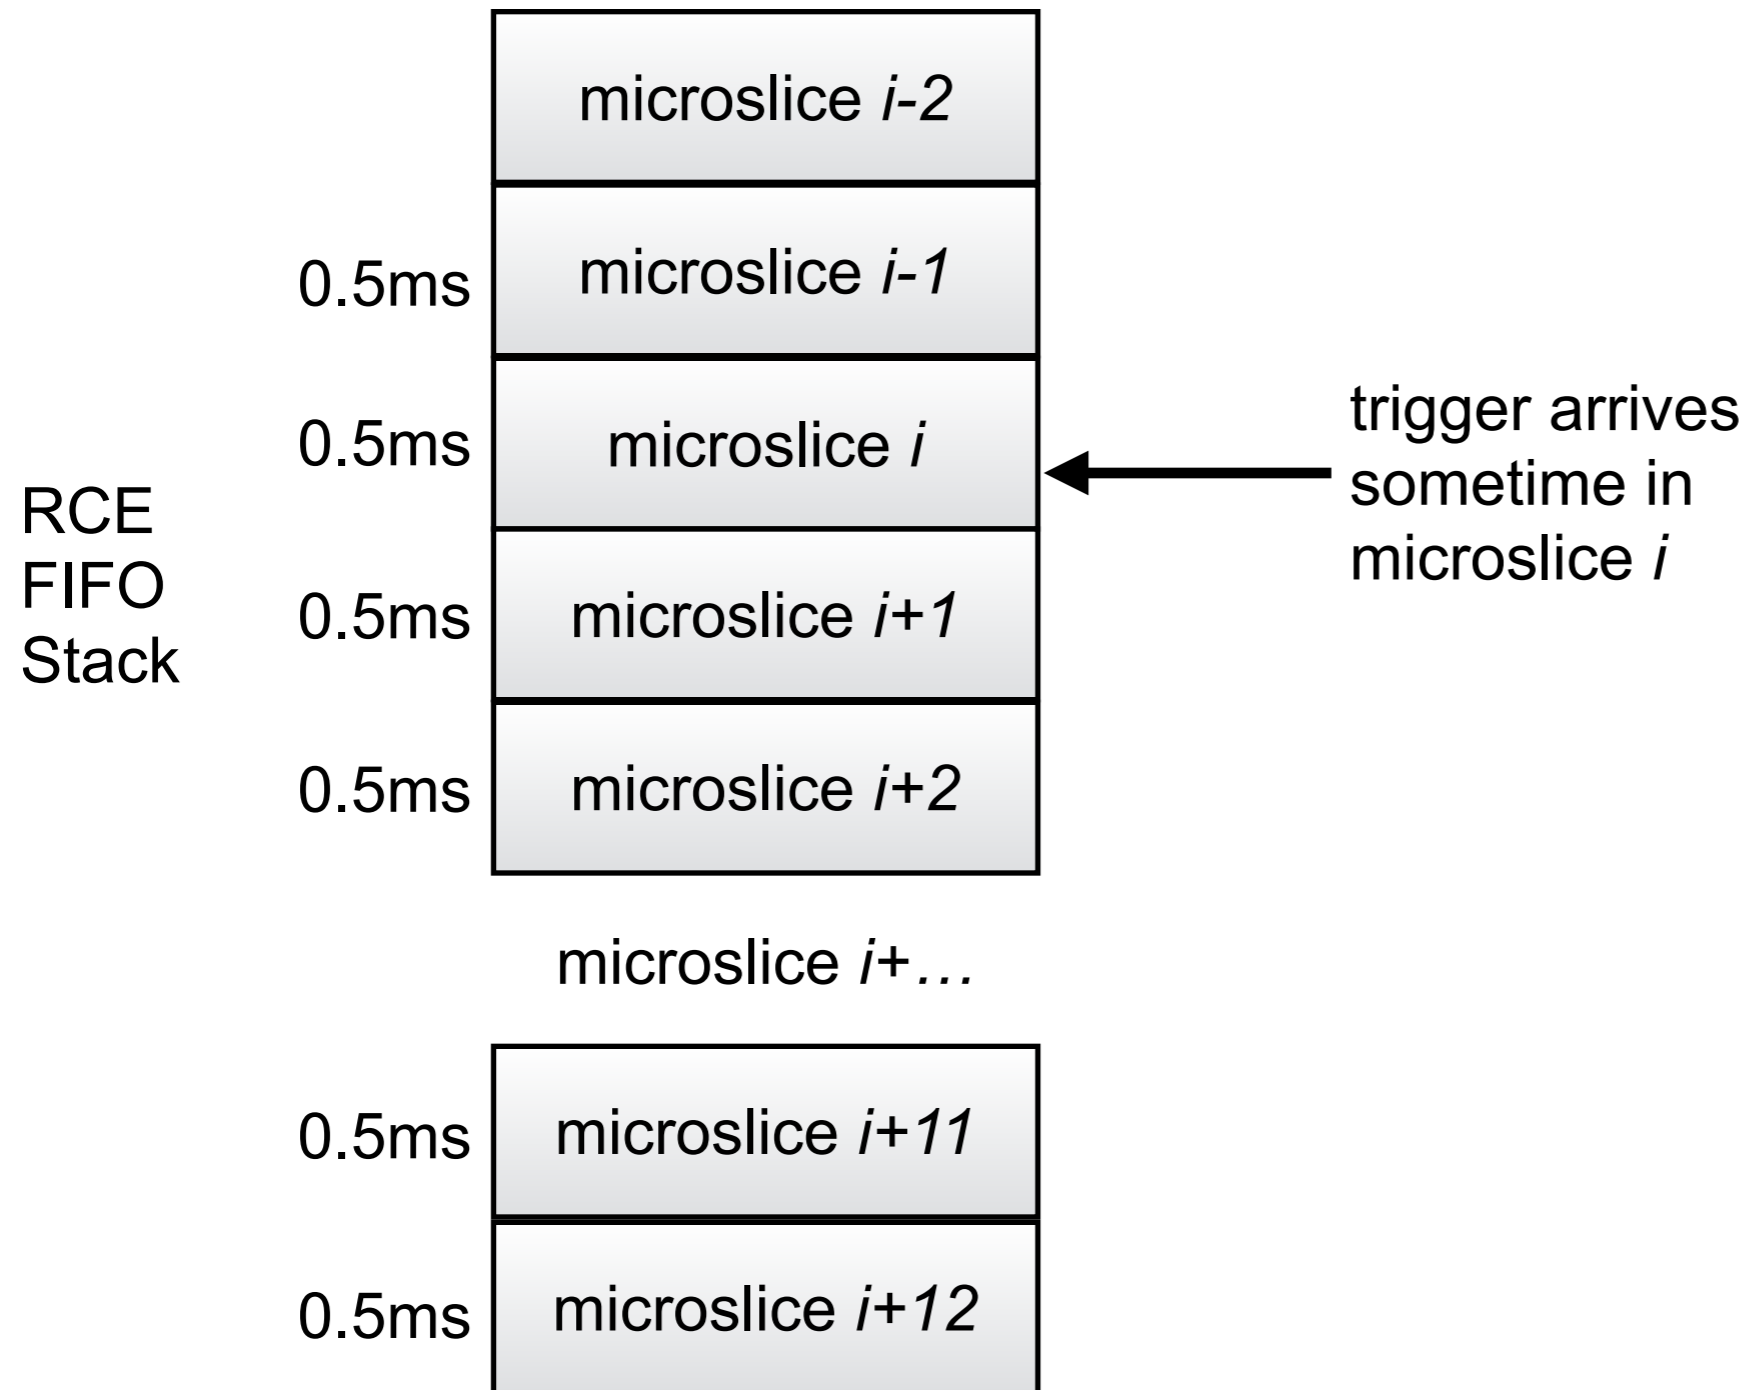 microslice i-2
0.5ms
microslice i-1
0.5ms
microslice i
trigger arrives
sometime in
microslice i
RCE
FIFO
Stack
0.5ms
microslice i+1
0.5ms
microslice i+2
microslice i+…
0.5ms
microslice i+11
0.5ms
microslice i+12